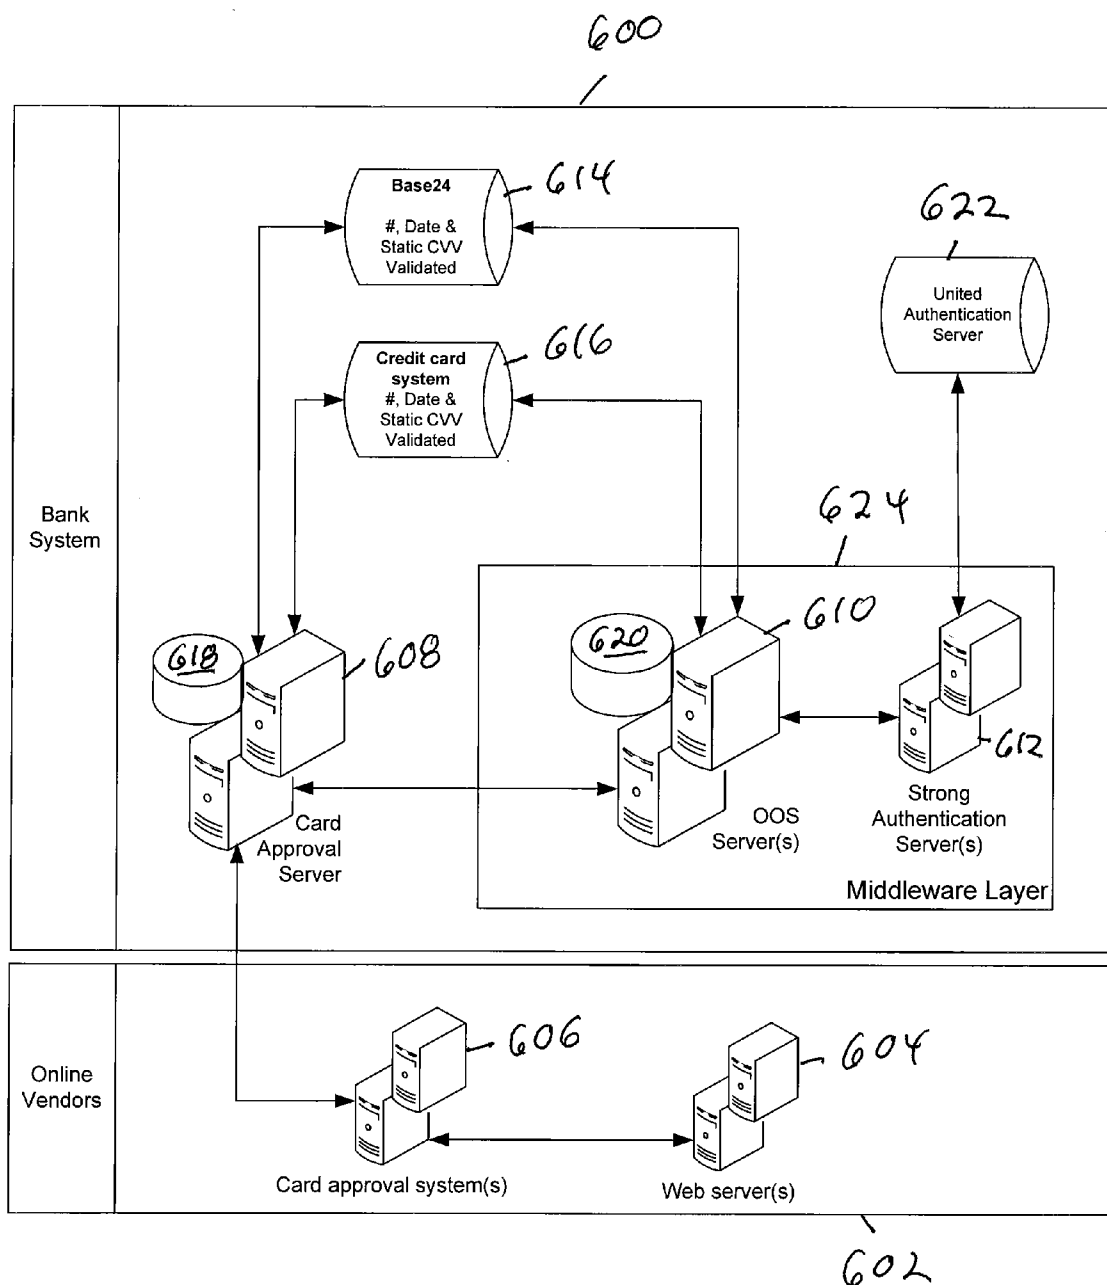 600
Base24
#, Date &
Static CVV
Validated
614
622
United
Authentication
Server
Credit card
system
#, Date &
Static CVV
Validated
616
Bank
System
624
618
608
620
610
612
Card
Approval
Server
OOS
Server(s)
Strong
Authentication
Server(s)
Middleware Layer
Online
Vendors
606
604
Card approval system(s)
Web server(s)
602